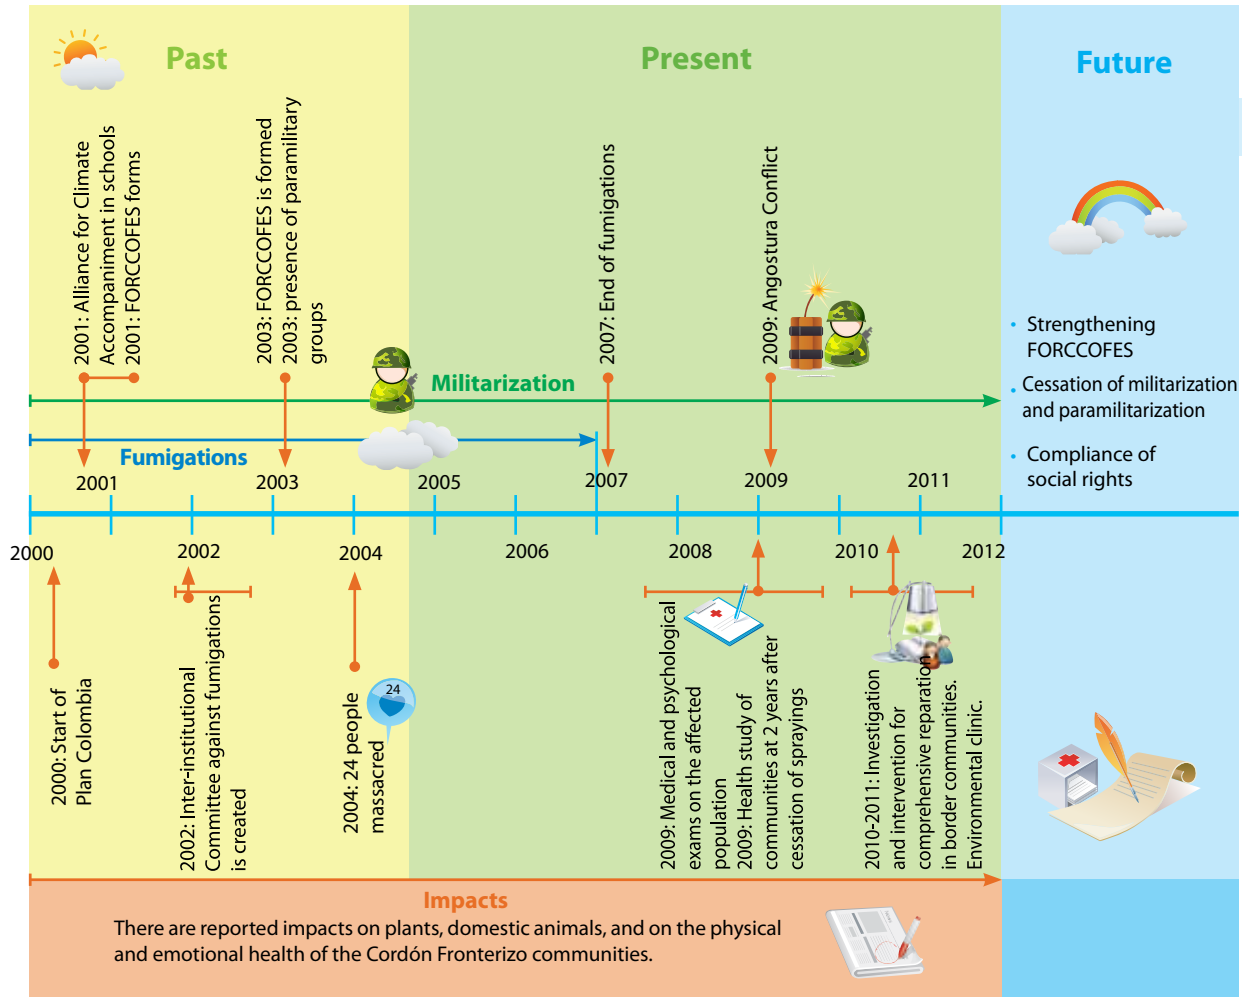 Past
Present
Future
2001: Alliance for Climate
Accompaniment in schools
2001: FORCCOFES forms
2003: FORCCOFES is formed
2003: presence of paramilitary
groups
2007: End of fumigations
2009: Angostura Conflict
Militarization
Fumigations
• Strengthening
FORCCOFES
• Cessation of militarization
and paramilitarization
• Compliance of
social rights
2001
2003
2005
2007
2009
2011
2000
2002
2004
2006
2008
2010
2012
2000: Start of
Plan Colombia
2002: Inter-institutional
Committee against fumigations
is created
2004: 24 people
massacred
24
2009: Medical and psychological
exams on the affected
population
2009: Health study of
communities at 2 years after
cessation of sprayings
2010-2011: Investigation
and intervention for
comprehensive reparation
in border communities.
Environmental clinic.
Impacts
There are reported impacts on plants, domestic animals, and on the physical
and emotional health of the Cordón Fronterizo communities.